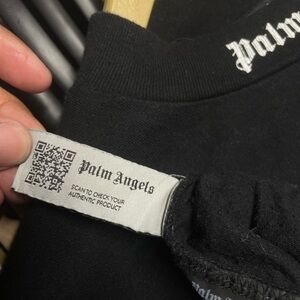 Palm
Palm Angels
SCAN TO CHECK YOUR
AUTHENTIC PRODUCT